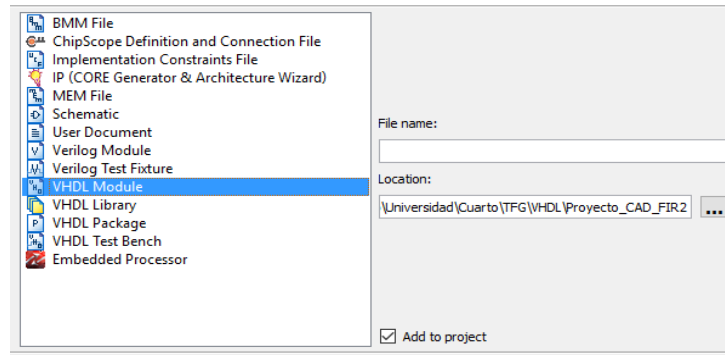 BMM File
ChipScope Definition and Connection File
Implementation Constraints File
IP (CORE Generator & Architecture Wizard)
MEM File
Schematic
User Document
Verilog Module
Verilog Test Fixture
VHDL Module
VHDL Library
VHDL Package
VHDL Test Bench
Embedded Processor
File name:
Location:
\Universidad\Cuarto\TFG\VHDL\Proyecto_CAD_FIR2
...
Add to project